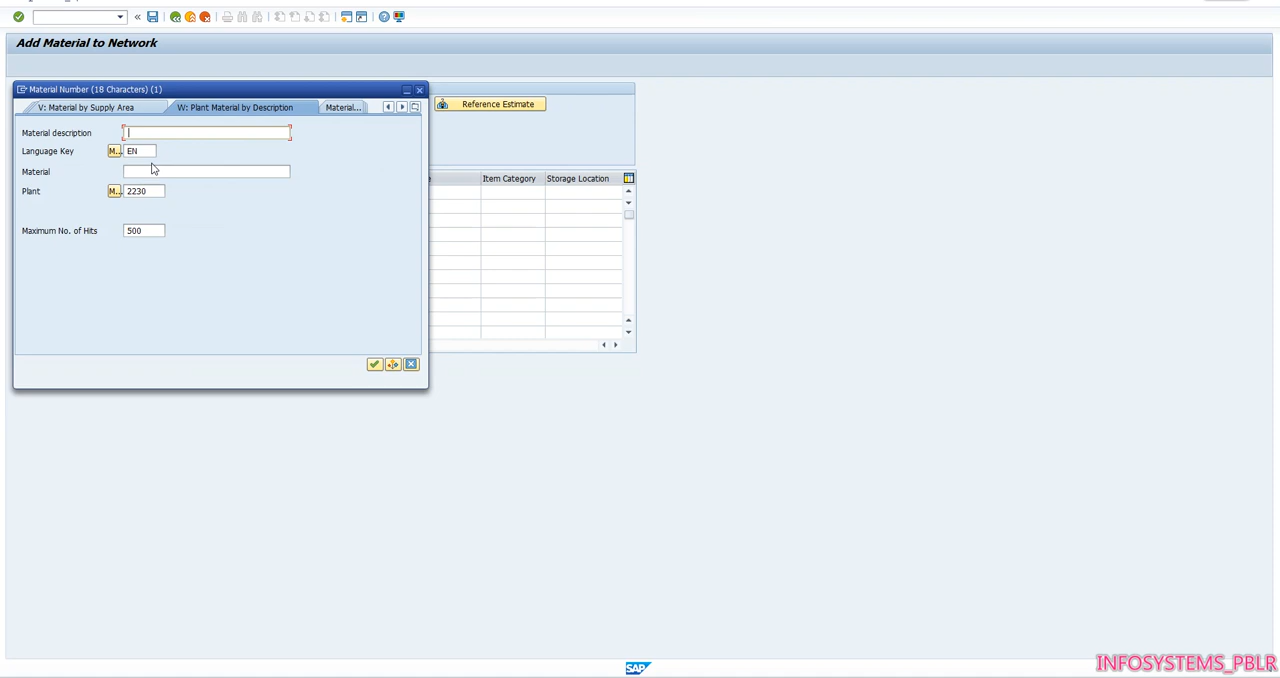 Add Material to Network
Material Number (18 Characters) (1)
V: Material by Supply Area
W: Plant Material by Description
Material...
Reference Estimate
Material description
Language Key
M..
EN
Material
Plant
M..
2230
Maximum No. of Hits
500
Item Category
Storage Location
SAP
INFOSYSTEMS_PBLR